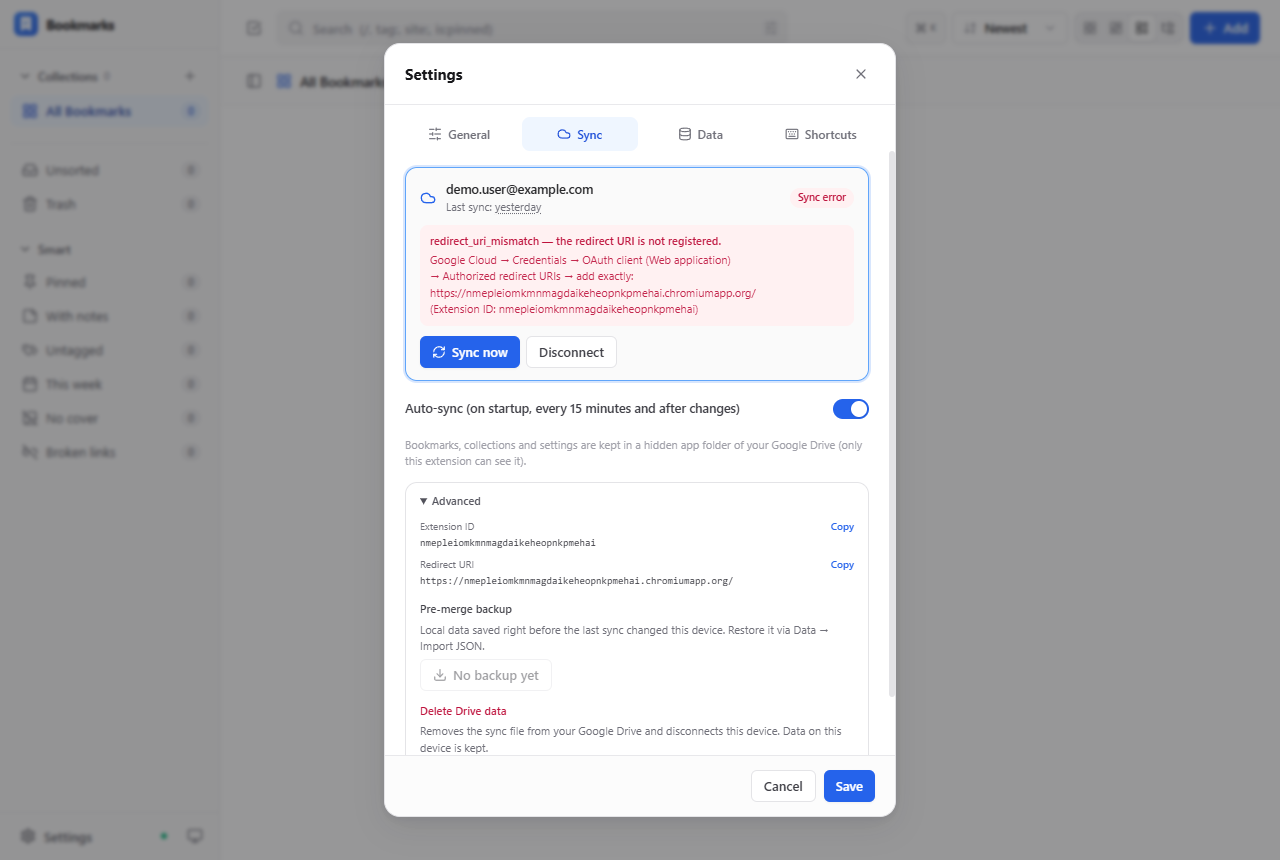 Bookmarks
Search (/, tag:, site:, is:pinned)
Newest
Add
Collections
All Bookmarks
Unsorted
Trash
Smart
Pinned
With notes
Untagged
This week
No cover
Broken links
Settings
All Bookmarks
Settings
General
Sync
Data
Shortcuts
demo.user@example.com
Last sync: yesterday
Sync error
redirect_uri_mismatch — the redirect URI is not registered.
Google Cloud → Credentials → OAuth client (Web application)
→ Authorized redirect URIs → add exactly:
https://nmepleiomkmnmagdaikeheopnkpmehai.chromiumapp.org/
(Extension ID: nmepleiomkmnmagdaikeheopnkpmehai)
Sync now
Disconnect
Auto-sync (on startup, every 15 minutes and after changes)
Bookmarks, collections and settings are kept in a hidden app folder of your Google Drive (only
this extension can see it).
▼ Advanced
Extension ID
Copy
nmepleiomkmnmagdaikeheopnkpmehai
Redirect URI
Copy
https://nmepleiomkmnmagdaikeheopnkpmehai.chromiumapp.org/
Pre-merge backup
Local data saved right before the last sync changed this device. Restore it via Data →
Import JSON.
No backup yet
Delete Drive data
Removes the sync file from your Google Drive and disconnects this device. Data on this
device is kept.
Cancel
Save